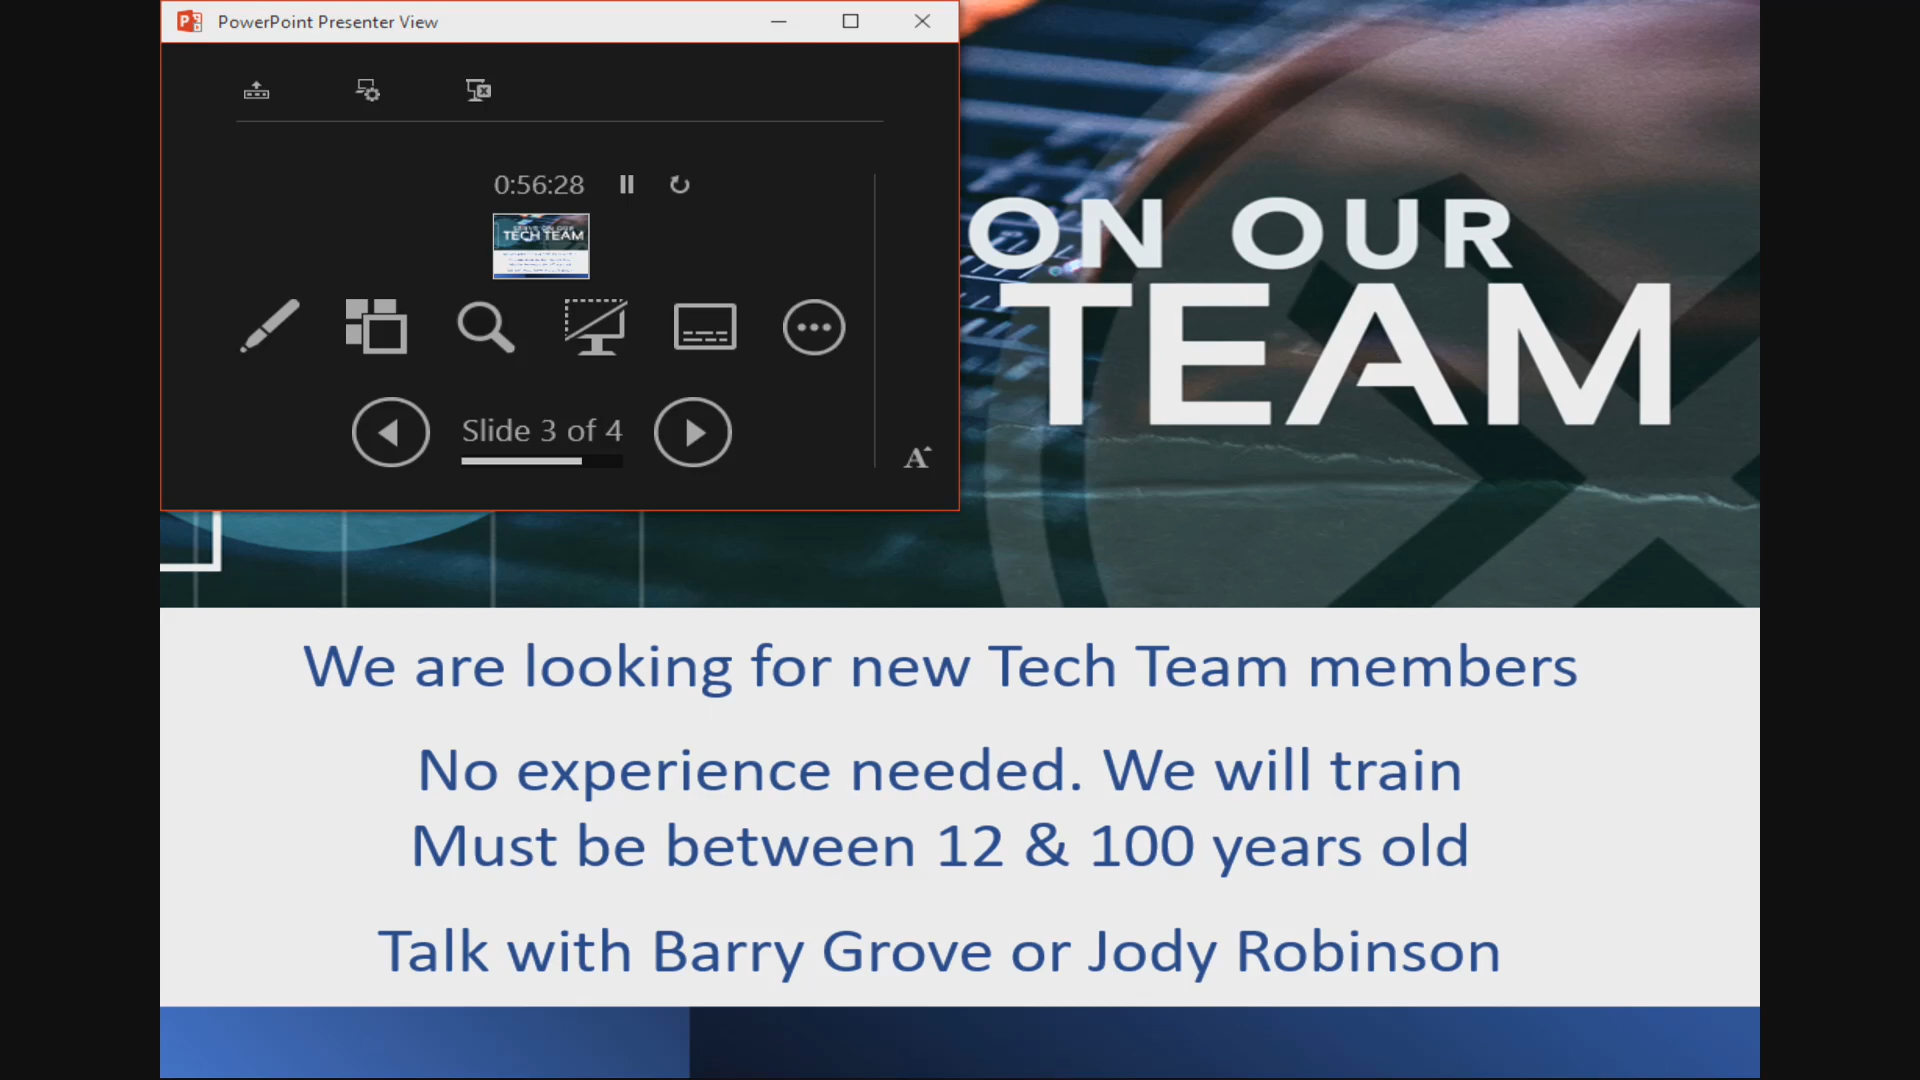 PowerPoint Presenter View
0:56:28
TECH TEAM
Slide 3 of 4
ON OUR
TEAM
We are looking for new Tech Team members
No experience needed. We will train
Must be between 12 & 100 years old
Talk with Barry Grove or Jody Robinson